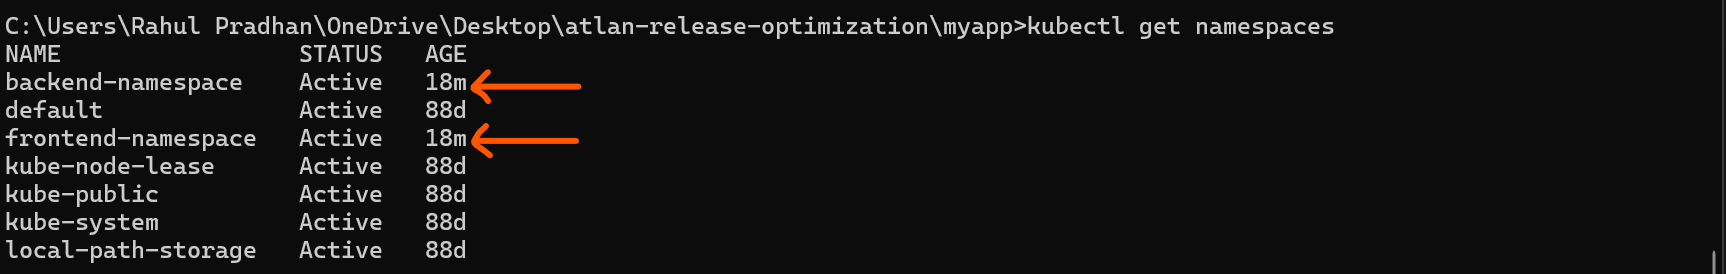 C:\Users\Rahul Pradhan\OneDrive\Desktop\atlan-release-optimization\myapp>kubectl get namespaces
NAME STATUS AGE
backend-namespace Active 18m
default Active 88d
frontend-namespace Active 18m
kube-node-lease Active 88d
kube-public Active 88d
kube-system Active 88d
local-path-storage Active 88d